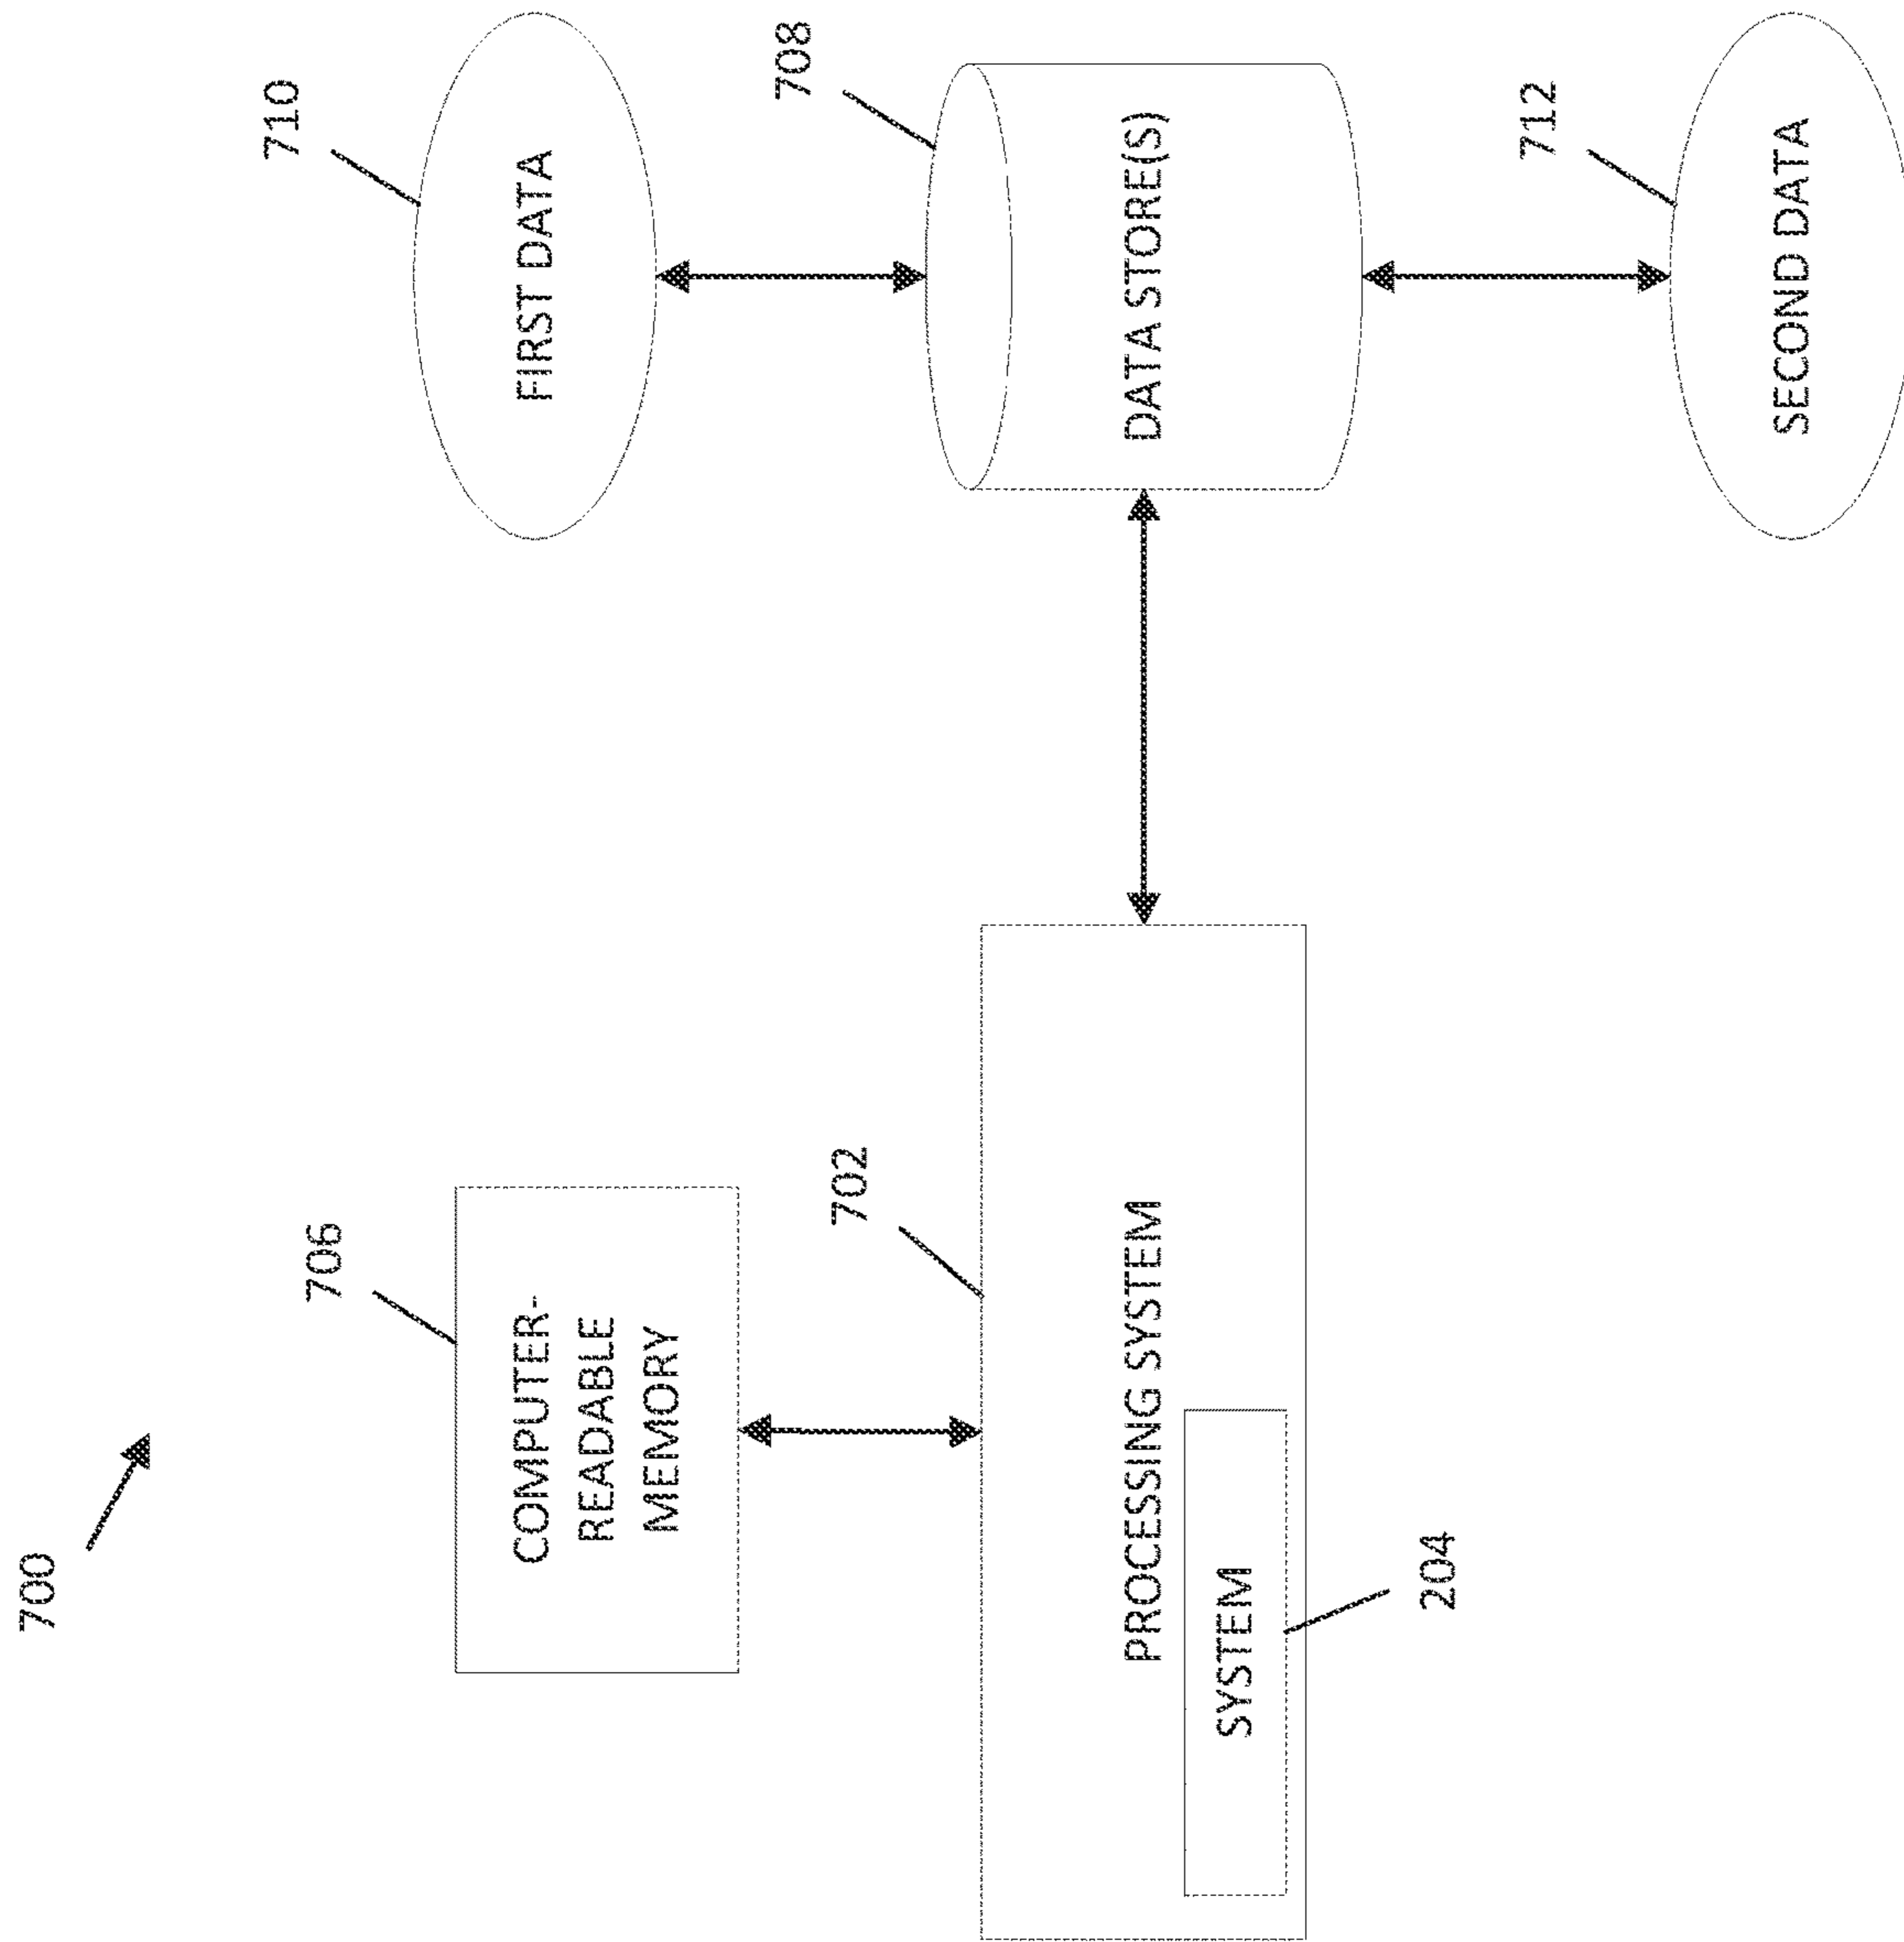 700
706
COMPUTER-
READABLE
MEMORY
710
FIRST DATA
702
708
PROCESSING SYSTEM
DATA STORE(S)
SYSTEM
204
712
SECOND DATA